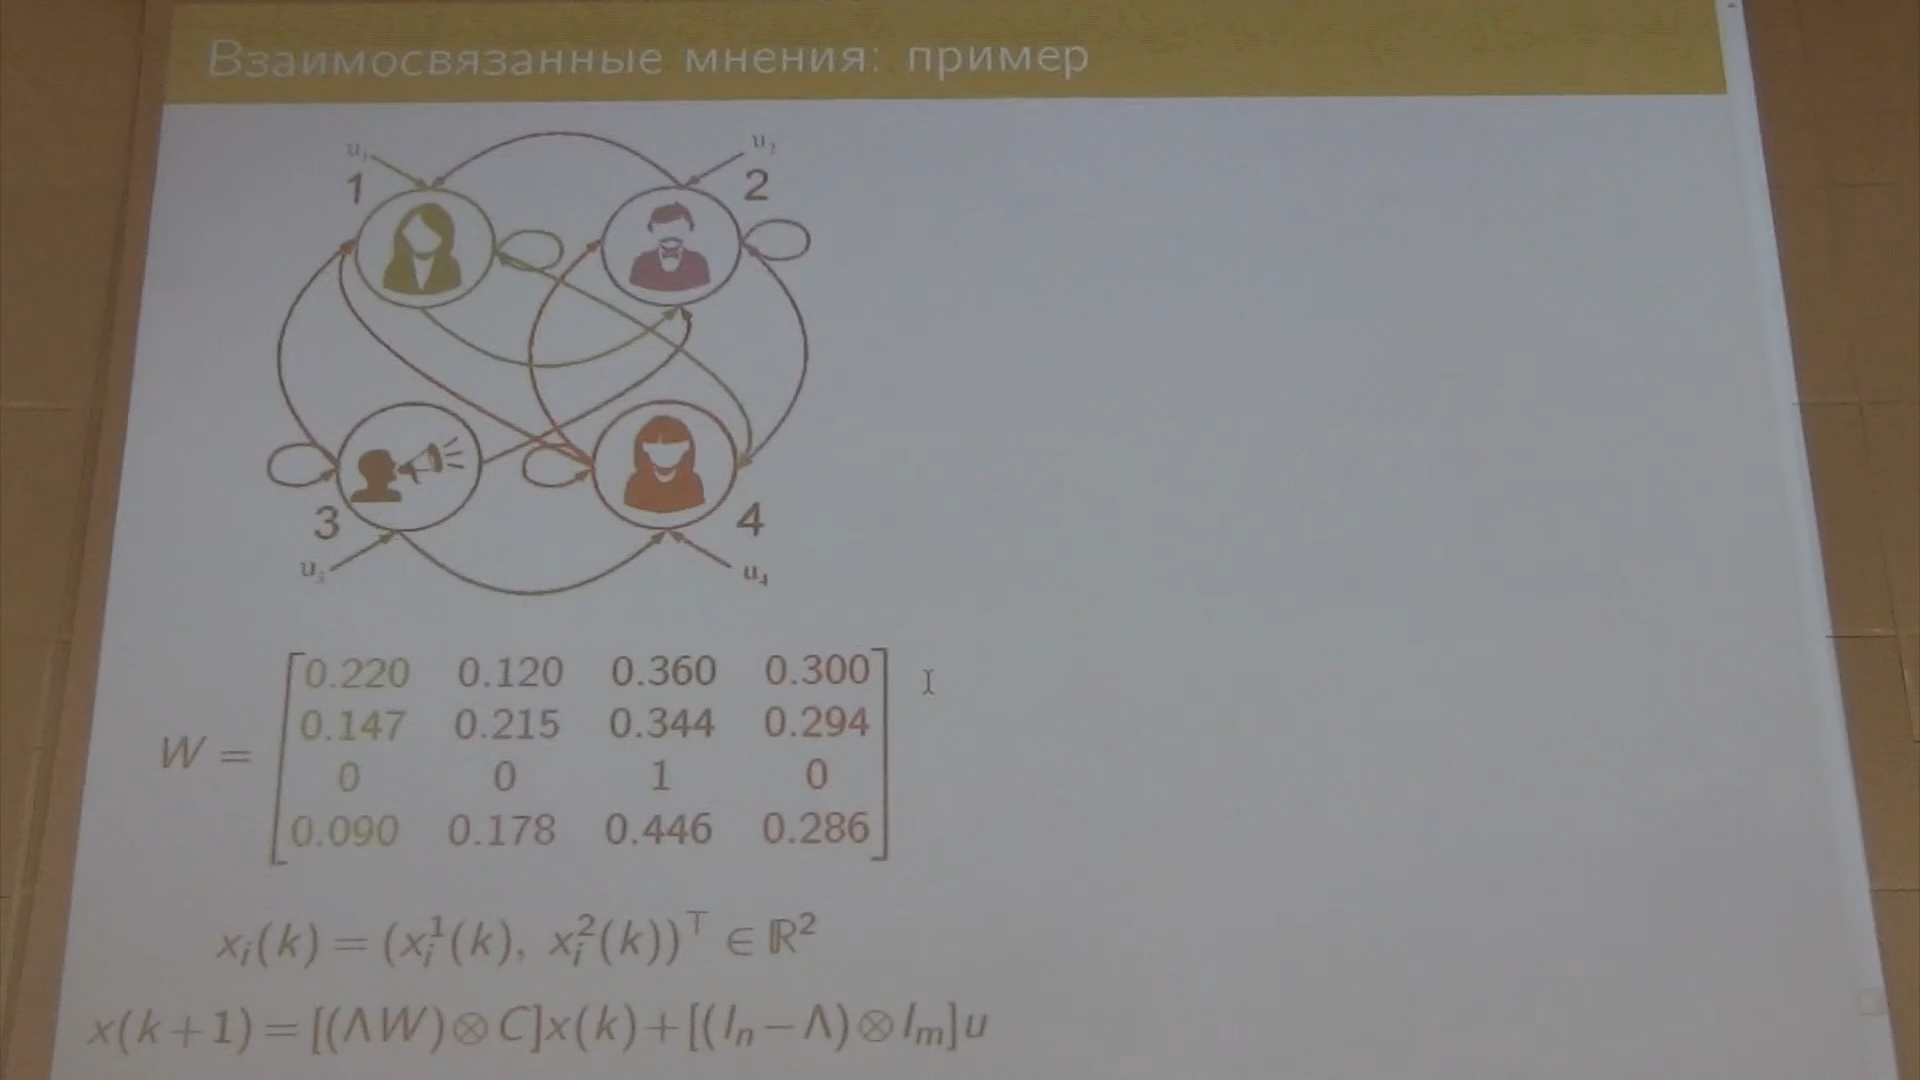 Взаимосвязанные мнения: пример
u₁ u₂
1 2
3 4
u₃ u₄
W =
0.220 0.120 0.360 0.300
0.147 0.215 0.344 0.294
0 0 1 0
0.090 0.178 0.446 0.286
xᵢ(k) = (xᵢ¹(k), xᵢ²(k))ᵀ ∈ ℝ²
x(k+1) = [(ΛW)⊗C]x(k)+[(Iₙ−Λ)⊗Iₘ]u